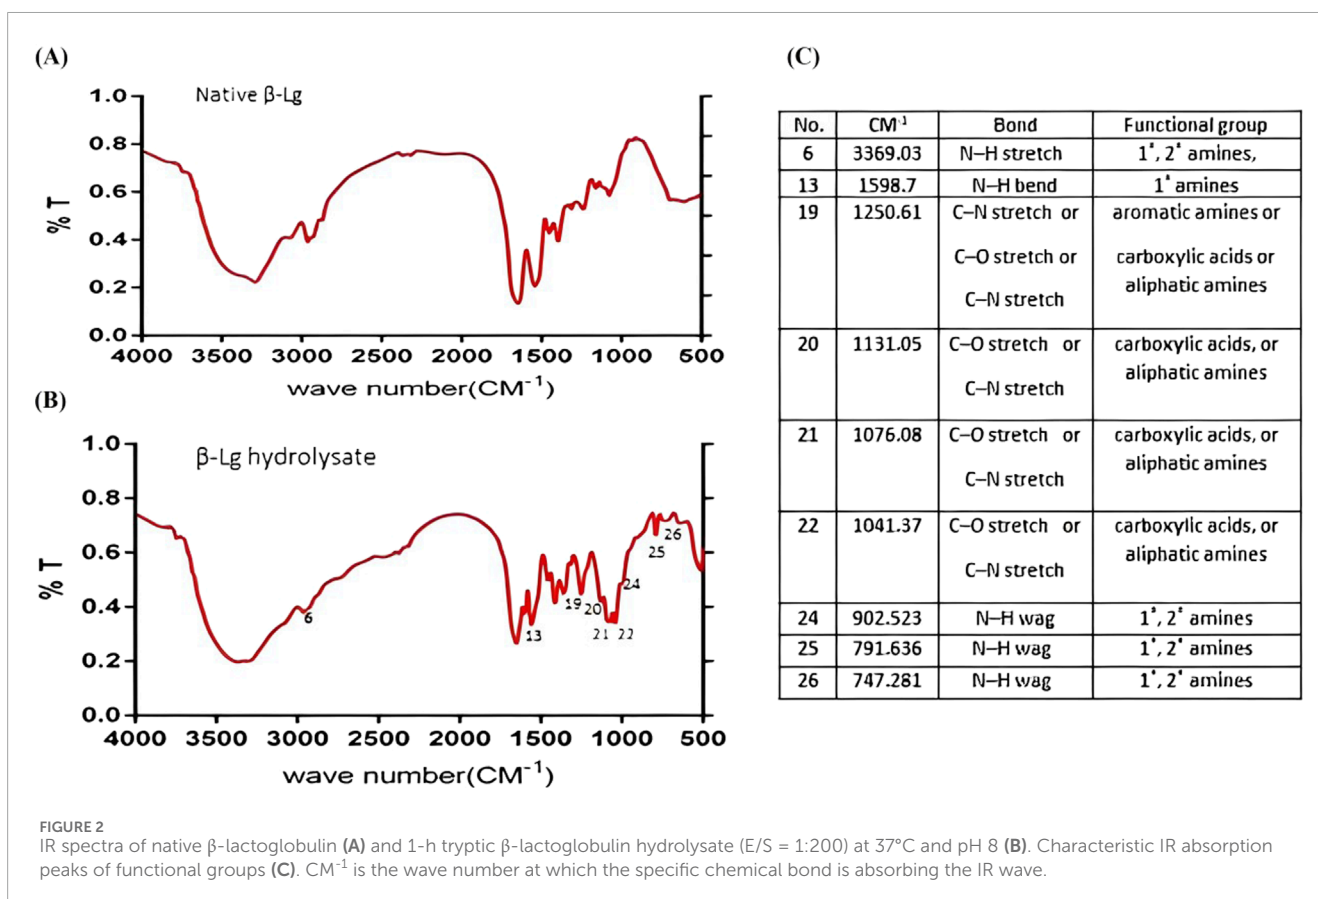 (A)
Native β-Lg
1.0
0.8
0.6
0.4
0.2
0.0
% T
4000 3500 3000 2500 2000 1500 1000 500
wave number(CM⁻¹)
(B)
β-Lg hydrolysate
1.0
0.8
0.6
0.4
0.2
0.0
% T
6
13
19
20
21
22
24
25
26
4000 3500 3000 2500 2000 1500 1000 500
wave number(CM⁻¹)
(C)
No. CM⁻¹ Bond Functional group
6 3369.03 N–H stretch 1°, 2° amines,
13 1598.7 N–H bend 1° amines
19 1250.61 C–N stretch or aromatic amines or
C–O stretch or carboxylic acids or
C–N stretch aliphatic amines
20 1131.05 C–O stretch or carboxylic acids, or
C–N stretch aliphatic amines
21 1076.08 C–O stretch or carboxylic acids, or
C–N stretch aliphatic amines
22 1041.37 C–O stretch or carboxylic acids, or
C–N stretch aliphatic amines
24 902.523 N–H wag 1°, 2° amines
25 791.636 N–H wag 1°, 2° amines
26 747.281 N–H wag 1°, 2° amines
FIGURE 2
IR spectra of native β-lactoglobulin (A) and 1-h tryptic β-lactoglobulin hydrolysate (E/S = 1:200) at 37°C and pH 8 (B). Characteristic IR absorption
peaks of functional groups (C). CM⁻¹ is the wave number at which the specific chemical bond is absorbing the IR wave.